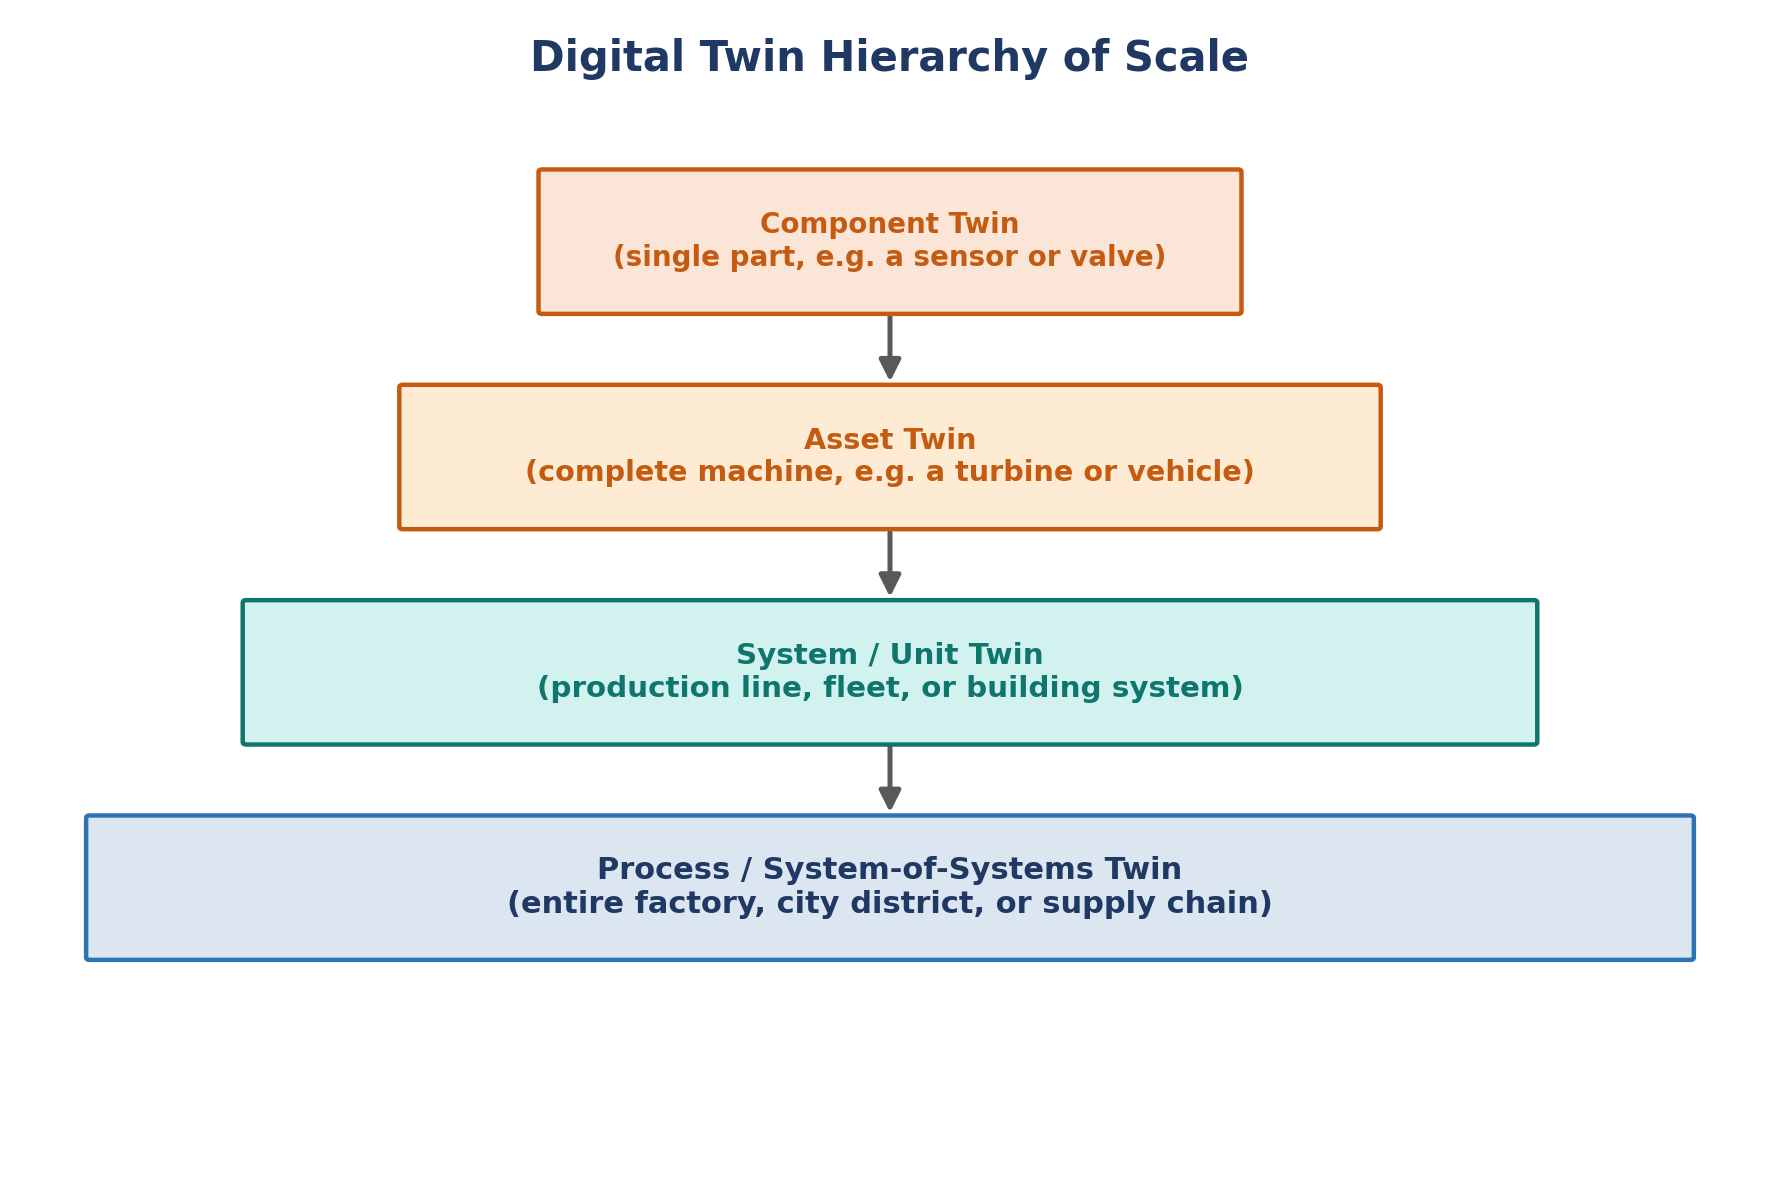 Digital Twin Hierarchy of Scale
Component Twin
(single part, e.g. a sensor or valve)
Asset Twin
(complete machine, e.g. a turbine or vehicle)
System / Unit Twin
(production line, fleet, or building system)
Process / System-of-Systems Twin
(entire factory, city district, or supply chain)